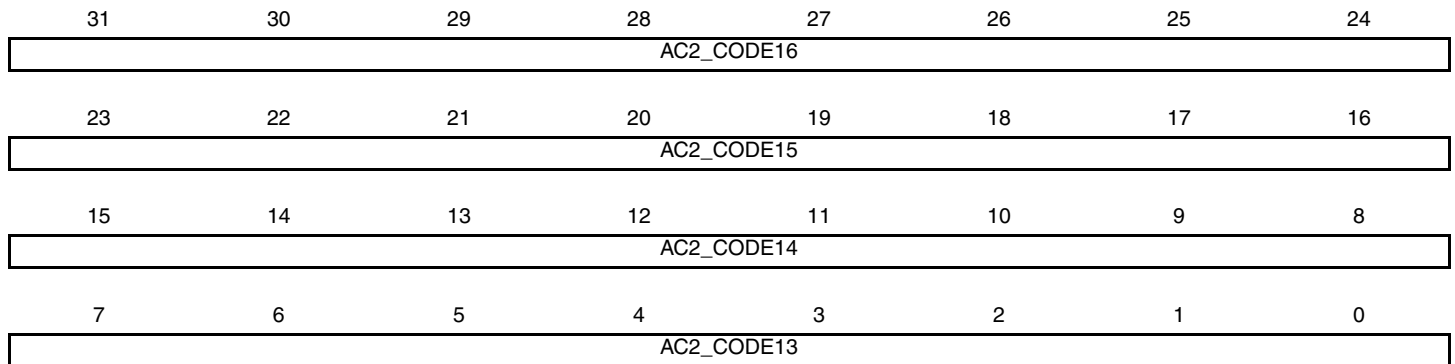 31 30 29 28 27 26 25 24
AC2_CODE16
23 22 21 20 19 18 17 16
AC2_CODE15
15 14 13 12 11 10 9 8
AC2_CODE14
7 6 5 4 3 2 1 0
AC2_CODE13